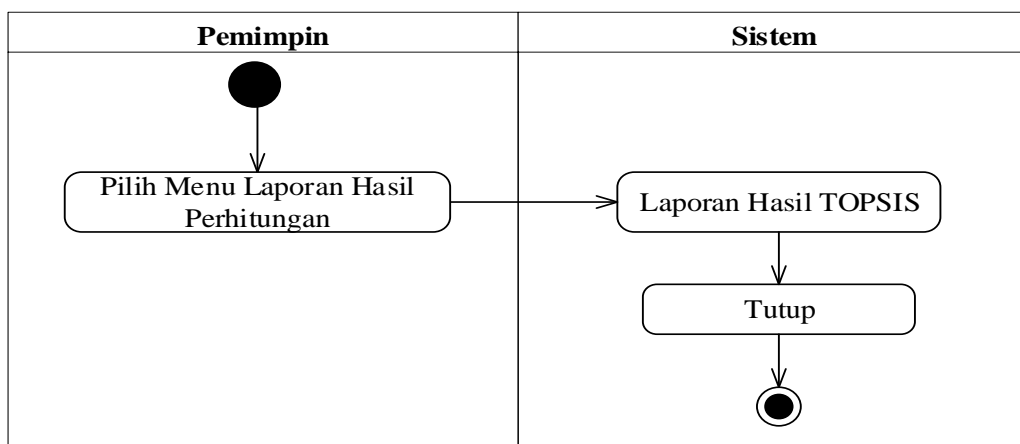 Pemimpin
Sistem
Pilih Menu Laporan Hasil
Perhitungan
Laporan Hasil TOPSIS
Tutup